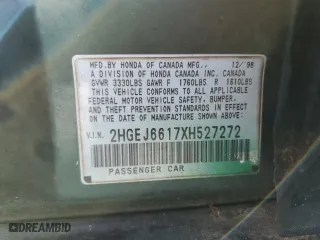 MFD.BY HONDA OF CANADA MFG.. 12/98
A DIVISION OF HONDA CANADA INC. CANADA
GVWR 3330LBS GAWR F 1760LBS R 1610LBS
THIS VEHICLE CONFORMS TO ALL APPLICABLE
FEDERAL MOTOR VEHICLE SAFETY, BUMPER,
AND THEFT PREVENTION STANDARDS IN EFFECT
ON THE DATE OF MANUFACTURE SHOWN ABOVE.
V.I.N. 2HGEJ6617XH527272
PASSENGER CAR
DREAMBID